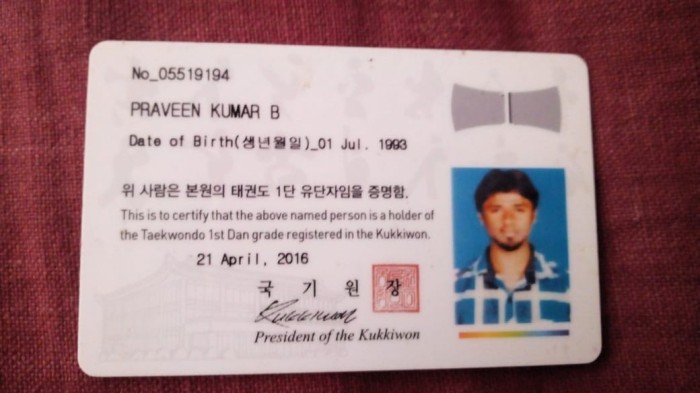 No_05519194
PRAVEEN KUMAR B
Date of Birth(생년월일)_01 Jul. 1993
위 사람은 본원의 태권도 1단 유단자임을 증명함.
This is to certify that the above named person is a holder of
the Taekwondo 1st Dan grade registered in the Kukkiwon.
21 April, 2016
국 기 원 장
Kukkiwon
President of the Kukkiwon